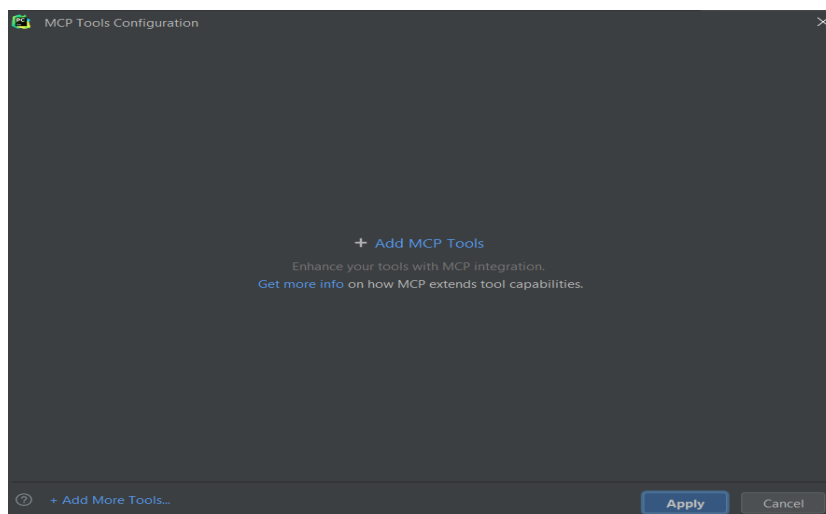 PC
MCP Tools Configuration
+ Add MCP Tools
Enhance your tools with MCP integration.
Get more info on how MCP extends tool capabilities.
? + Add More Tools... Apply Cancel